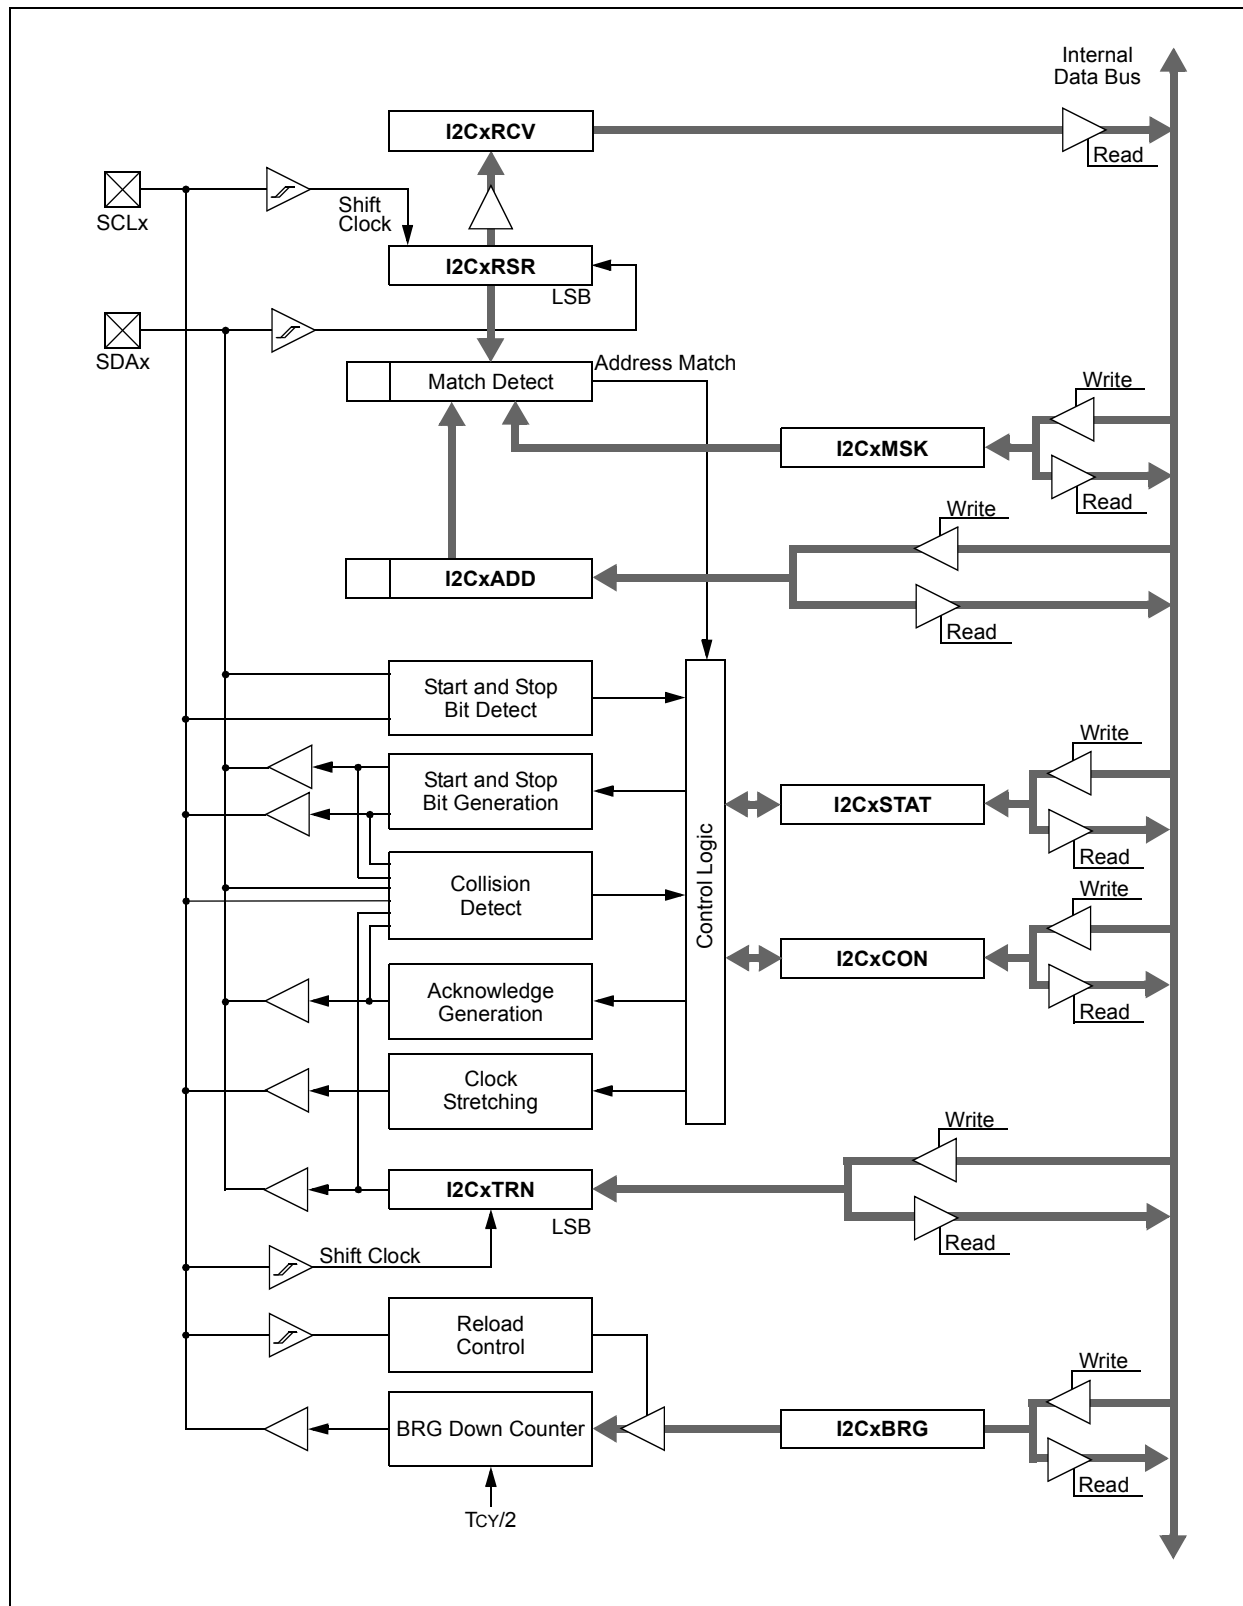 Internal
Data Bus
I2CxRCV
Read
SCLx
Shift
Clock
I2CxRSR
LSB
SDAx
Match Detect
Address Match
Write
I2CxMSK
Read
Write
I2CxADD
Read
Start and Stop
Bit Detect
Start and Stop
Bit Generation
Write
I2CxSTAT
Read
Control Logic
Collision
Detect
Write
I2CxCON
Read
Acknowledge
Generation
Clock
Stretching
Write
I2CxTRN
LSB
Read
Shift Clock
Reload
Control
Write
BRG Down Counter
I2CxBRG
Read
TCY/2